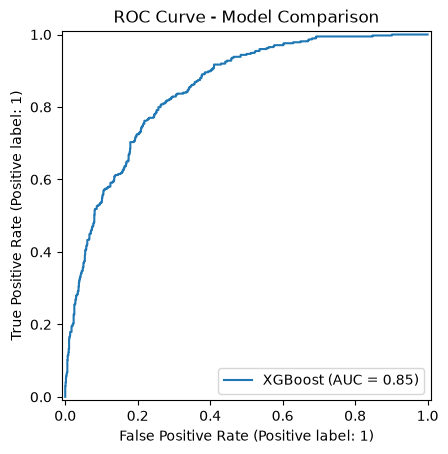 ROC Curve - Model Comparison
True Positive Rate (Positive label: 1)
1.0
0.8
0.6
0.4
0.2
0.0
XGBoost (AUC = 0.85)
0.0 0.2 0.4 0.6 0.8 1.0
False Positive Rate (Positive label: 1)